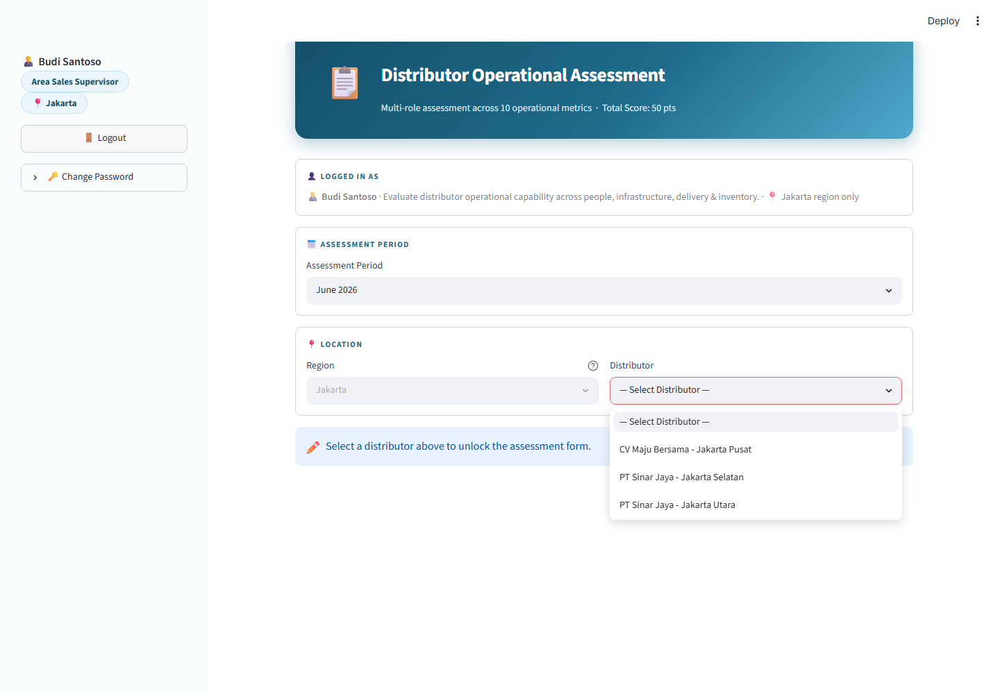 Deploy
Budi Santoso
Area Sales Supervisor
Jakarta
Logout
Change Password
Distributor Operational Assessment
Multi-role assessment across 10 operational metrics · Total Score: 50 pts
LOGGED IN AS
Budi Santoso · Evaluate distributor operational capability across people, infrastructure, delivery & inventory. · Jakarta region only
ASSESSMENT PERIOD
Assessment Period
June 2026
LOCATION
Region
Distributor
Jakarta
— Select Distributor —
— Select Distributor —
CV Maju Bersama - Jakarta Pusat
PT Sinar Jaya - Jakarta Selatan
PT Sinar Jaya - Jakarta Utara
Select a distributor above to unlock the assessment form.